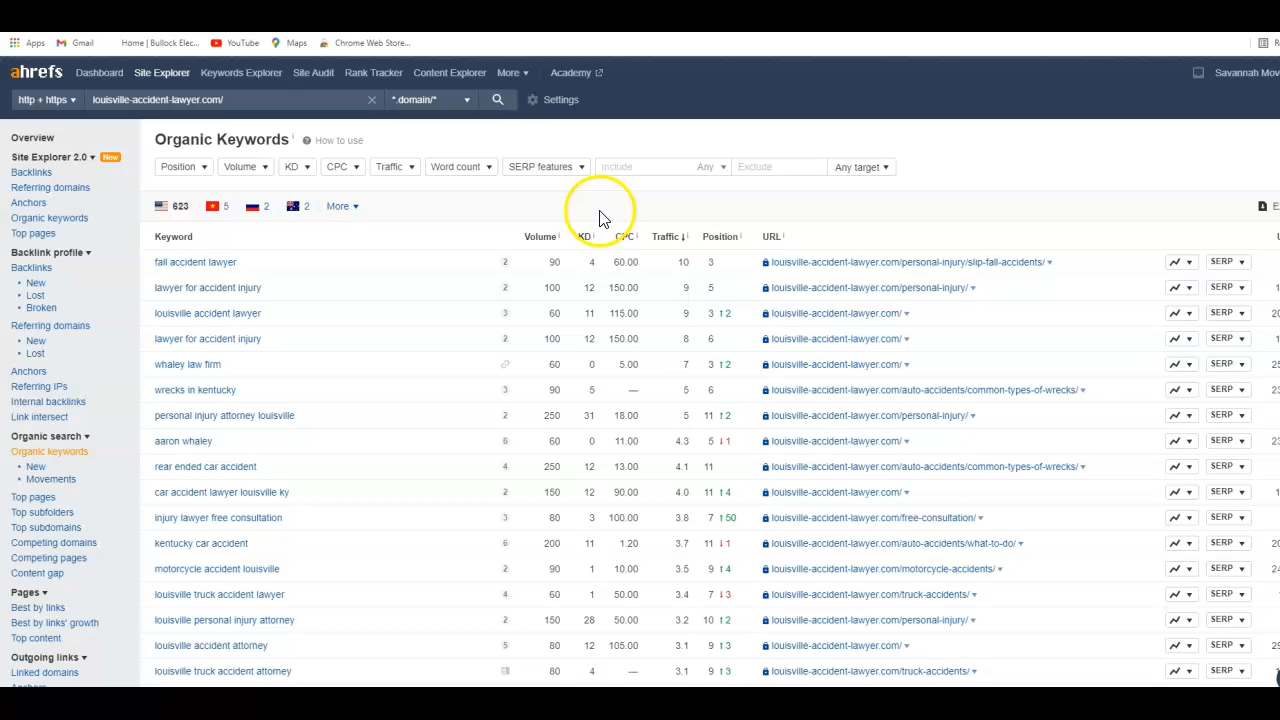 Apps Gmail Home | Bullock Elec... YouTube Maps Chrome Web Store...
ahrefs Dashboard Site Explorer Keywords Explorer Site Audit Rank Tracker Content Explorer More Academy Savannah Mov
http + https louisville-accident-lawyer.com/ *.domain/* Settings
Overview
Site Explorer 2.0 New
Backlinks
Referring domains
Anchors
Organic keywords
Top pages
Backlink profile
Backlinks
New
Lost
Broken
Referring domains
New
Lost
Anchors
Referring IPs
Internal backlinks
Link intersect
Organic search
Organic keywords
New
Movements
Top pages
Top subfolders
Top subdomains
Competing domains
Competing pages
Content gap
Pages
Best by links
Best by links' growth
Top content
Outgoing links
Linked domains
Organic Keywords How to use
Position Volume KD CPC Traffic Word count SERP features Include Any Exclude Any target
623 5 2 2 More
Keyword Volume KD CPC Traffic Position URL
fall accident lawyer 2 90 4 60.00 10 3 louisville-accident-lawyer.com/personal-injury/slip-fall-accidents/ SERP
lawyer for accident injury 2 100 12 150.00 9 5 louisville-accident-lawyer.com/personal-injury/ SERP
louisville accident lawyer 3 60 11 115.00 9 3 ↑2 louisville-accident-lawyer.com/ SERP
lawyer for accident injury 2 100 12 150.00 8 6 louisville-accident-lawyer.com/ SERP
whaley law firm 60 0 5.00 7 3 ↑2 louisville-accident-lawyer.com/ SERP
wrecks in kentucky 3 90 5 — 5 6 louisville-accident-lawyer.com/auto-accidents/common-types-of-wrecks/ SERP
personal injury attorney louisville 2 250 31 18.00 5 11 ↑2 louisville-accident-lawyer.com/personal-injury/ SERP
aaron whaley 6 60 0 11.00 4.3 5 ↓1 louisville-accident-lawyer.com/ SERP
rear ended car accident 4 250 12 13.00 4.1 11 louisville-accident-lawyer.com/auto-accidents/common-types-of-wrecks/ SERP
car accident lawyer louisville ky 2 150 12 90.00 4.0 11 ↑4 louisville-accident-lawyer.com/ SERP
injury lawyer free consultation 3 80 3 100.00 3.8 7 ↑50 louisville-accident-lawyer.com/free-consultation/ SERP
kentucky car accident 6 200 11 1.20 3.7 11 ↓1 louisville-accident-lawyer.com/auto-accidents/what-to-do/ SERP
motorcycle accident louisville 2 90 1 10.00 3.5 9 ↑4 louisville-accident-lawyer.com/motorcycle-accidents/ SERP
louisville truck accident lawyer 4 60 1 50.00 3.4 7 ↓3 louisville-accident-lawyer.com/truck-accidents/ SERP
louisville personal injury attorney 2 150 28 50.00 3.2 10 ↑2 louisville-accident-lawyer.com/personal-injury/ SERP
louisville accident attorney 5 80 12 105.00 3.1 9 ↑3 louisville-accident-lawyer.com/ SERP
louisville truck accident attorney 80 4 — 3.1 9 ↑3 louisville-accident-lawyer.com/truck-accidents/ SERP